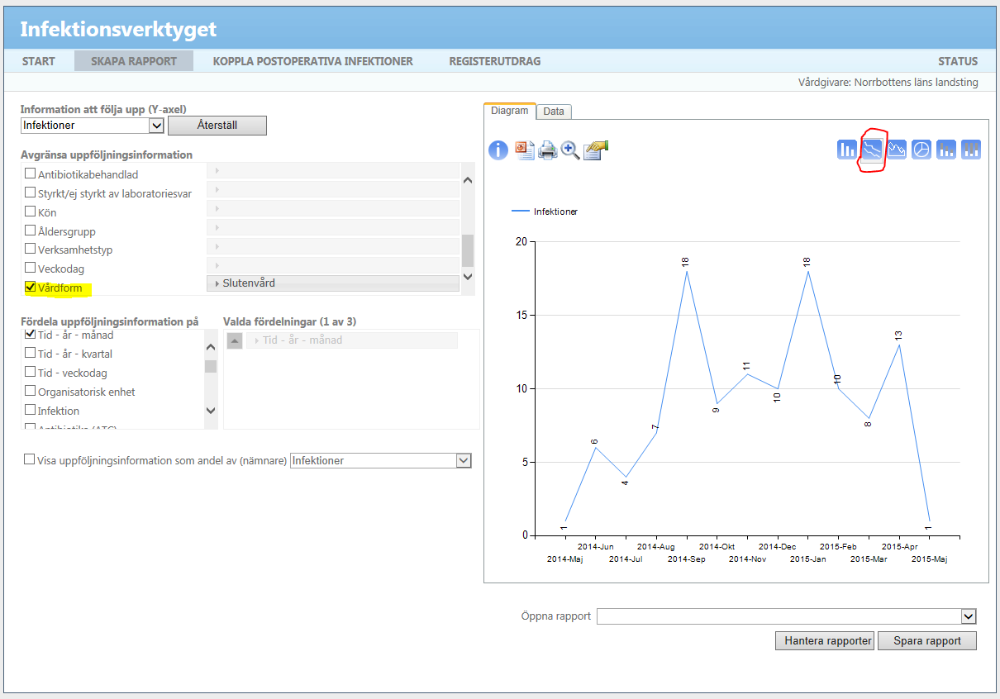 Infektionsverktyget
START SKAPA RAPPORT KOPPLA POSTOPERATIVA INFEKTIONER REGISTERUTDRAG STATUS
Vårdgivare: Norrbottens läns landsting
Information att följa upp (Y-axel)
Infektioner Återställ
Avgränsa uppföljningsinformation
Antibiotikabehandlad
Styrkt/ej styrkt av laboratoriesvar
Kön
Åldersgrupp
Verksamhetstyp
Veckodag
Vårdform Slutenvård
Fördela uppföljningsinformation på Valda fördelningar (1 av 3)
Tid - år - månad Tid - år - månad
Tid - år - kvartal
Tid - veckodag
Organisatorisk enhet
Infektion
Antibiotika (ATC)
Visa uppföljningsinformation som andel av (nämnare) Infektioner
Diagram Data
Infektioner
20
15
10
5
0
1 6 4 7 18 9 11 10 18 10 8 13 1
2014-Jun 2014-Aug 2014-Okt 2014-Dec 2015-Feb 2015-Apr
2014-Maj 2014-Jul 2014-Sep 2014-Nov 2015-Jan 2015-Mar 2015-Maj
Öppna rapport
Hantera rapporter Spara rapport